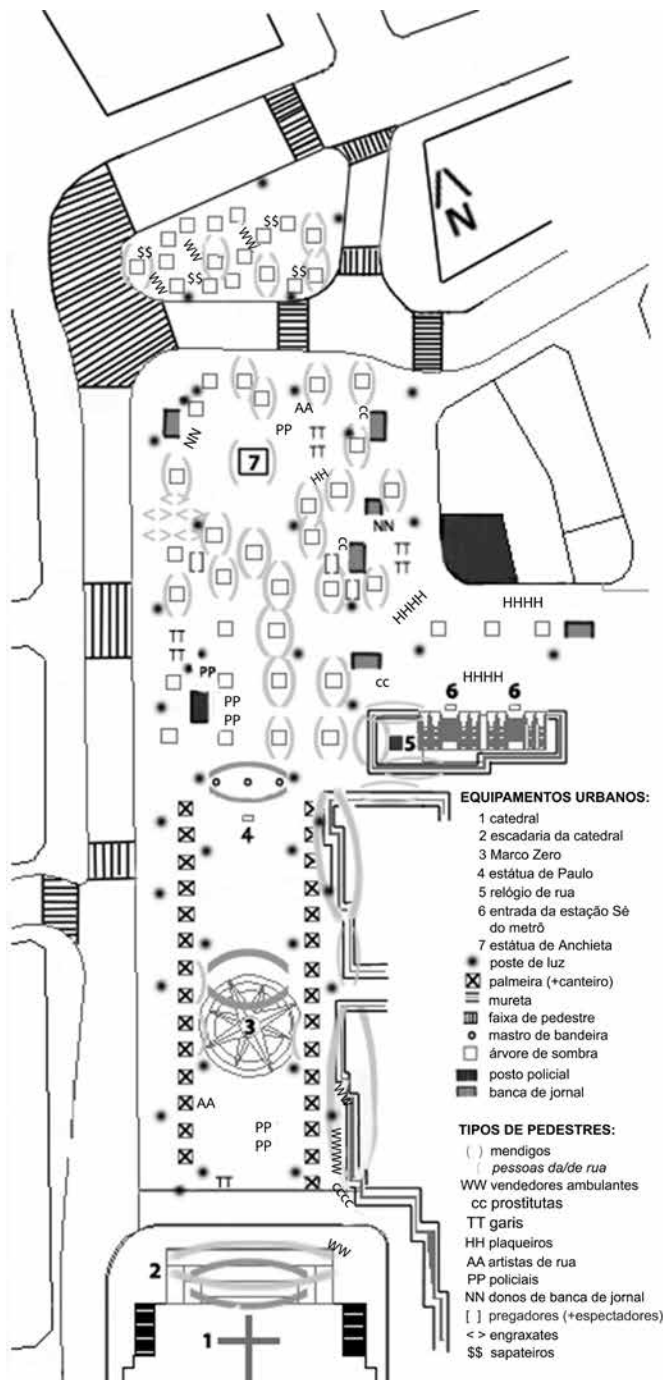 N
$$
WW
$$
WW
$$
WW
$$
$$
AA
cc
PP
TT
TT
NN
7
HH
NN
cc
TT
TT
< >
< > < >
< > < >
[ ]
[ ]
[ ]
HHHH
HHHH
TT
TT
PP
HHHH
cc
6
6
PP
PP
5
4
3
AA
PP
PP
WW
WWWW
TT
cccc
WW
2
1
EQUIPAMENTOS URBANOS:
1 catedral
2 escadaria da catedral
3 Marco Zero
4 estátua de Paulo
5 relógio de rua
6 entrada da estação Sé
do metrô
7 estátua de Anchieta
poste de luz
palmeira (+canteiro)
mureta
faixa de pedestre
mastro de bandeira
árvore de sombra
posto policial
banca de jornal
TIPOS DE PEDESTRES:
( ) mendigos
( pessoas da/de rua
WW vendedores ambulantes
cc prostitutas
TT garis
HH plaqueiros
AA artistas de rua
PP policiais
NN donos de banca de jornal
[ ] pregadores (+espectadores)
< > engraxates
$$ sapateiros